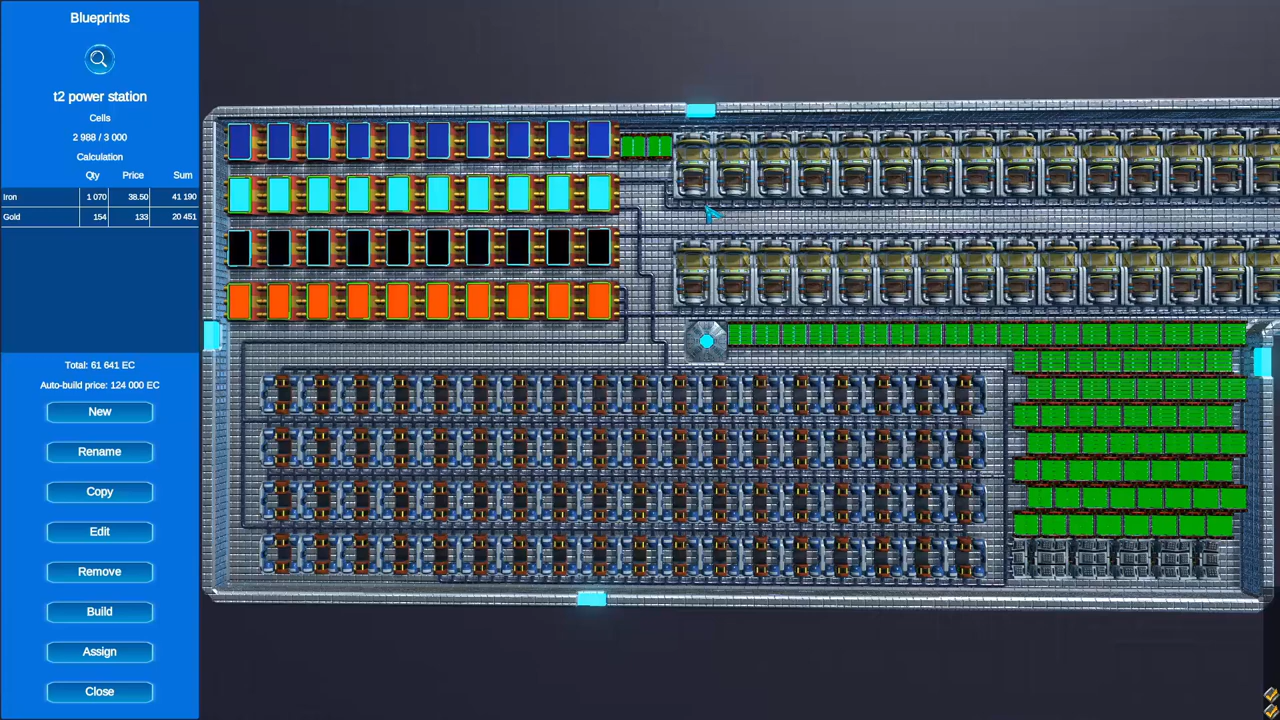 Blueprints
t2 power station
Cells
2 988 / 3 000
Calculation
Qty Price Sum
Iron 1 070 38.50 41 190
Gold 154 133 20 451
Total: 61 641 EC
Auto-build price: 124 000 EC
New
Rename
Copy
Edit
Remove
Build
Assign
Close